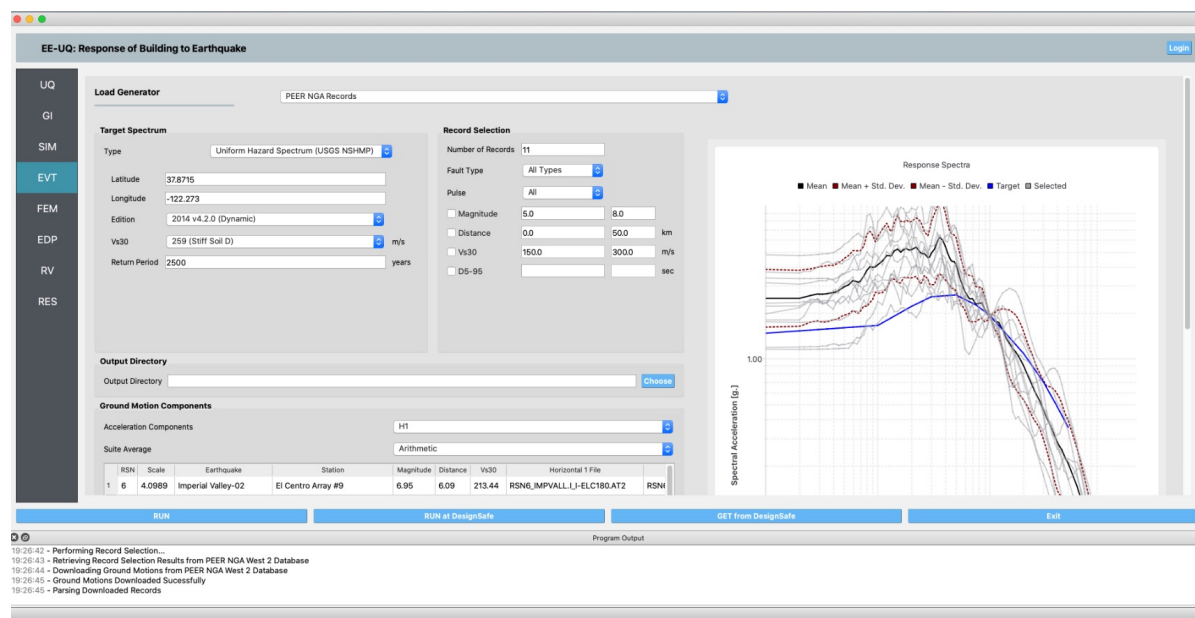 EE-UQ: Response of Building to Earthquake
Login
UQ
GI
SIM
EVT
FEM
EDP
RV
RES
Load Generator
PEER NGA Records
Target Spectrum
Type Uniform Hazard Spectrum (USGS NSHMP)
Latitude 37.8715
Longitude -122.273
Edition 2014 v4.2.0 (Dynamic)
Vs30 259 (Stiff Soil D) m/s
Return Period 2500 years
Record Selection
Number of Records 11
Fault Type All Types
Pulse All
Magnitude 5.0 8.0
Distance 0.0 50.0 km
Vs30 150.0 300.0 m/s
D5-95 sec
Output Directory
Output Directory Choose
Ground Motion Components
Acceleration Components H1
Suite Average Arithmetic
RSN Scale Earthquake Station Magnitude Distance Vs30 Horizontal 1 File
1 6 4.0989 Imperial Valley-02 El Centro Array #9 6.95 6.09 213.44 RSN6_IMPVALL.I_I-ELC180.AT2 RSN6
Response Spectra
Mean Mean + Std. Dev. Mean - Std. Dev. Target Selected
1.00
Spectral Acceleration [g.]
RUN RUN at DesignSafe GET from DesignSafe Exit
Program Output
19:26:42 - Performing Record Selection...
19:26:43 - Retrieving Record Selection Results from PEER NGA West 2 Database
19:26:44 - Downloading Ground Motions from PEER NGA West 2 Database
19:26:45 - Ground Motions Downloaded Sucessfully
19:26:45 - Parsing Downloaded Records